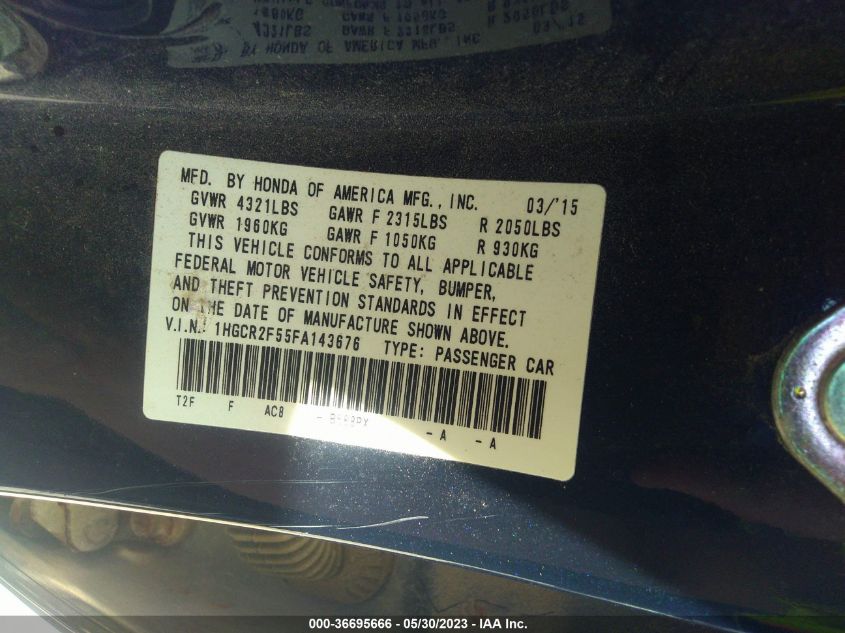 MFD. BY HONDA OF AMERICA MFG., INC. 03/'15
GVWR 4321LBS GAWR F 2315LBS R 2050LBS
GVWR 1960KG GAWR F 1050KG R 930KG
THIS VEHICLE CONFORMS TO ALL APPLICABLE
FEDERAL MOTOR VEHICLE SAFETY, BUMPER,
AND THEFT PREVENTION STANDARDS IN EFFECT
ON THE DATE OF MANUFACTURE SHOWN ABOVE.
V.I.N.: 1HGCR2F55FA143676 TYPE: PASSENGER CAR
T2F F AC8 - -A -A
000-36695666 - 05/30/2023 - IAA Inc.